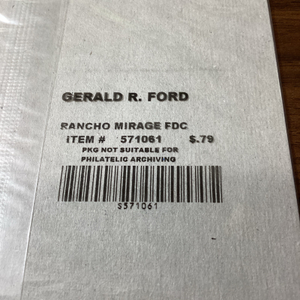 GERALD R. FORD
RANCHO MIRAGE FDC
ITEM # 571061 $.79
PKG NOT SUITABLE FOR
PHILATELIC ARCHIVING
S571061